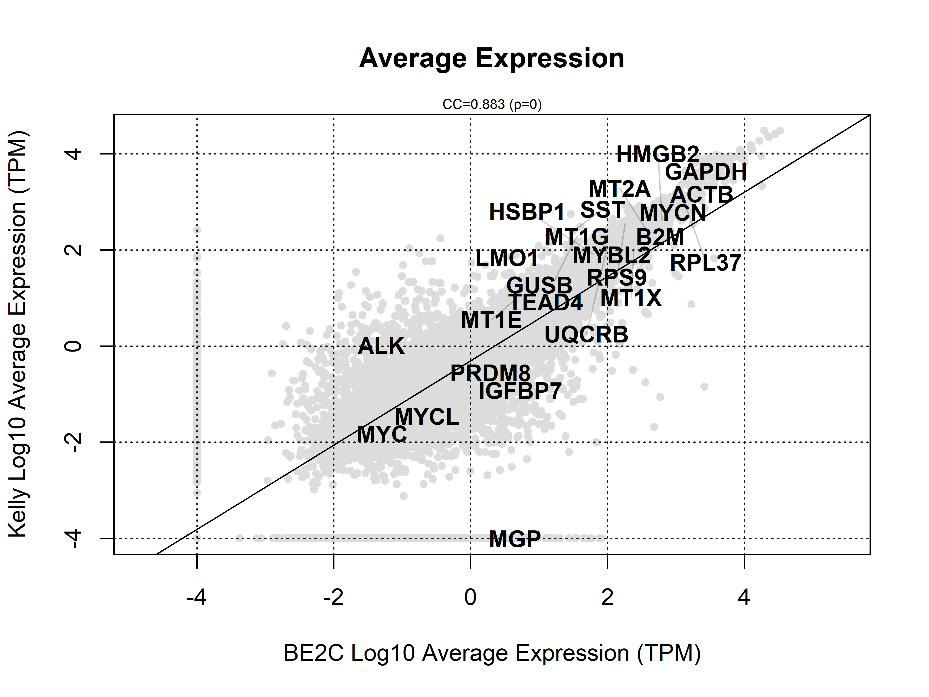 Average Expression
CC=0.883 (p=0)
Kelly Log10 Average Expression (TPM)
4
2
0
-2
-4
HMGB2
GAPDH
MT2A
ACTB
HSBP1
SST
MYCN
MT1G
B2M
LMO1
MYBL2
RPL37
RPS9
GUSB
MT1X
TEAD4
MT1E
UQCRB
ALK
PRDM8
IGFBP7
MYCL
MYC
MGP
-4
-2
0
2
4
BE2C Log10 Average Expression (TPM)